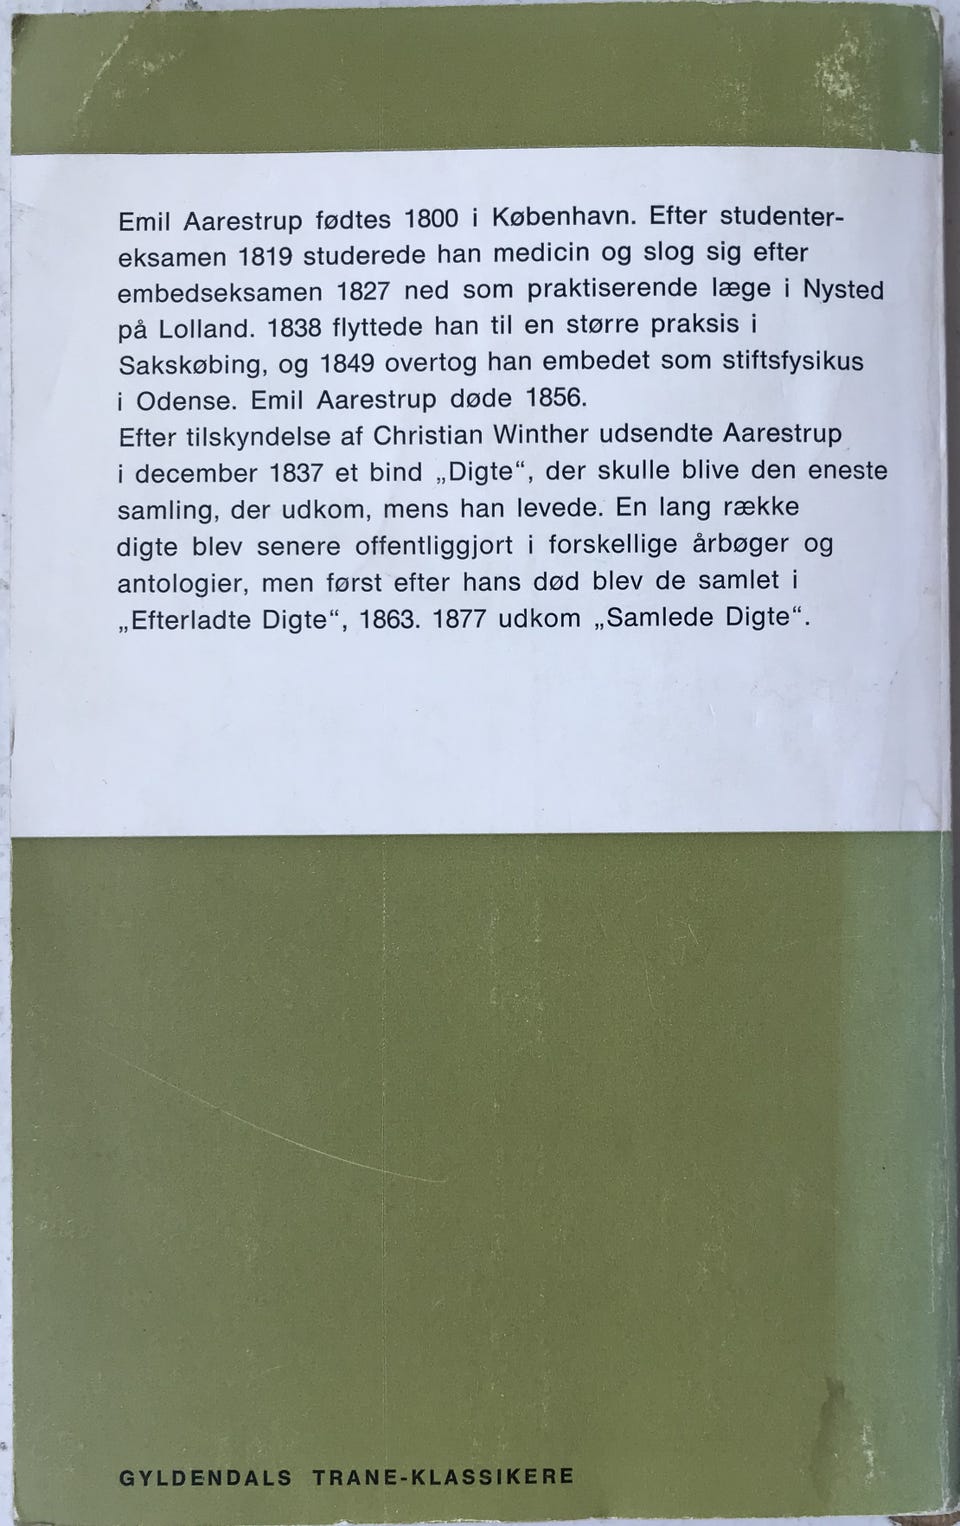 Emil Aarestrup fødtes 1800 i København. Efter studenter-
eksamen 1819 studerede han medicin og slog sig efter
embedseksamen 1827 ned som praktiserende læge i Nysted
på Lolland. 1838 flyttede han til en større praksis i
Sakskøbing, og 1849 overtog han embedet som stiftsfysikus
i Odense. Emil Aarestrup døde 1856.
Efter tilskyndelse af Christian Winther udsendte Aarestrup
i december 1837 et bind „Digte“, der skulle blive den eneste
samling, der udkom, mens han levede. En lang række
digte blev senere offentliggjort i forskellige årbøger og
antologier, men først efter hans død blev de samlet i
„Efterladte Digte“, 1863. 1877 udkom „Samlede Digte“.
GYLDENDALS TRANE-KLASSIKERE